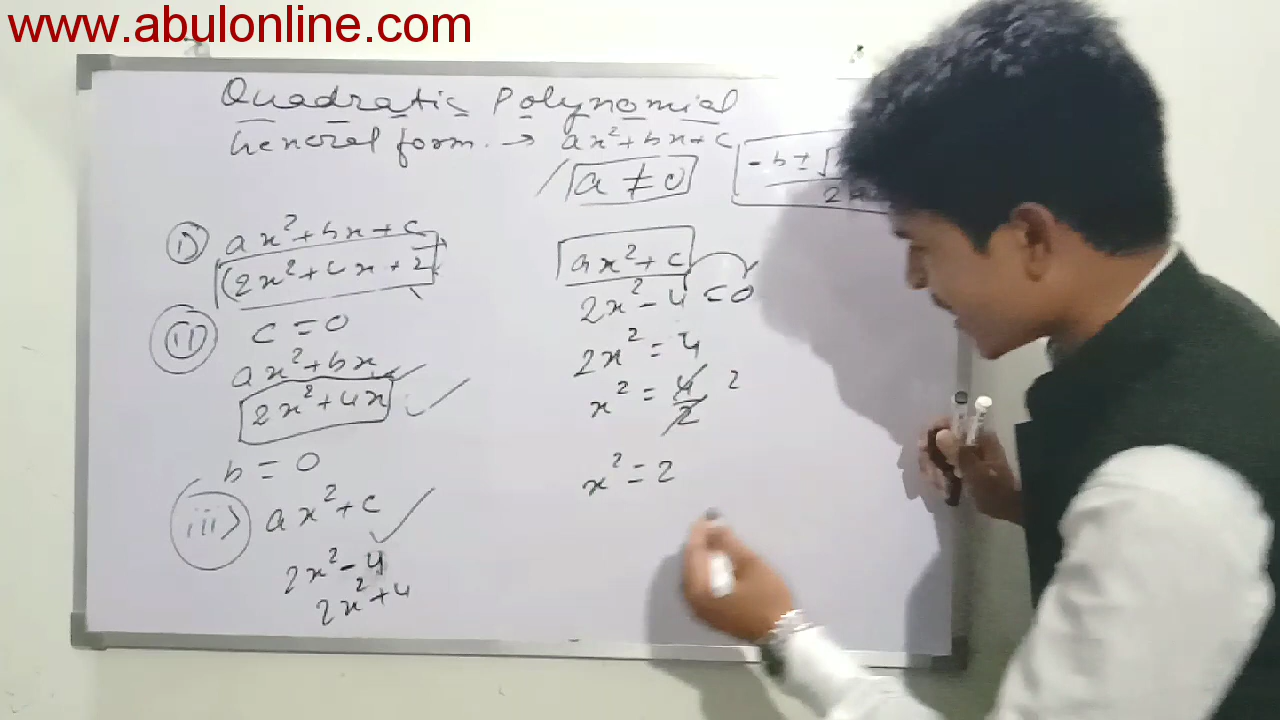 www.abulonline.com
Quadratic Polynomial
General form. → ax²+bx+c
a ≠ 0
-b ± √
2
i) ax²+bx+c
(2x²+4x+2
ii) c = 0
ax²+bx
2x²+4x
b = 0
iii) ax²+c
2x²-4
2x²+4
ax²+c
2x²-4 = 0
2x² = 4
x² = 4/2 2
x² = 2